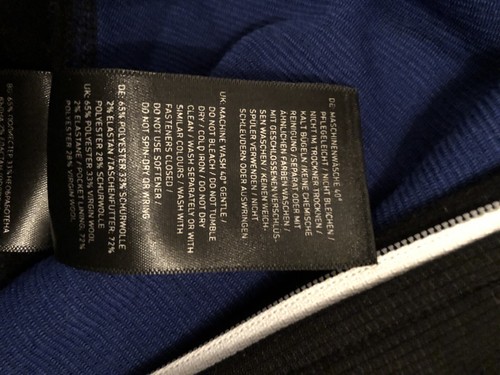 DE: MASCHINENWÄSCHE 40°
PFLEGELEICHT / NICHT BLEICHEN /
NICHT IM TROCKNER TROCKNEN /
KALT BÜGELN / KEINE CHEMISCHE
REINIGUNG / SEPARAT ODER MIT
ÄHNLICHEN FARBEN WASCHEN /
MIT GESCHLOSSENEN VERSCHLÜS-
SEN WASCHEN / KEINEN WEICH-
SPÜLER VERWENDEN / NICHT
SCHLEUDERN ODER AUSWRINGEN
UK: MACHINE WASH 40° GENTLE /
DO NOT BLEACH / DO NOT TUMBLE
DRY / COLD IRON / DO NOT DRY
CLEAN / WASH SEPARATELY OR WITH
SIMILAR COLOURS / WASH WITH
FASTENERS CLOSED /
DO NOT USE SOFTENER /
DO NOT SPIN-DRY OR WRING
DE: 65% POLYESTER 33% SCHURWOLLE
2% ELASTAN / TASCHENFUTTER: 72%
POLYESTER 28% SCHURWOLLE
UK: 65% POLYESTER 33% VIRGIN WOOL
2% ELASTANE / POCKET LINING: 72%
POLYESTER 28% VIRGIN WOOL